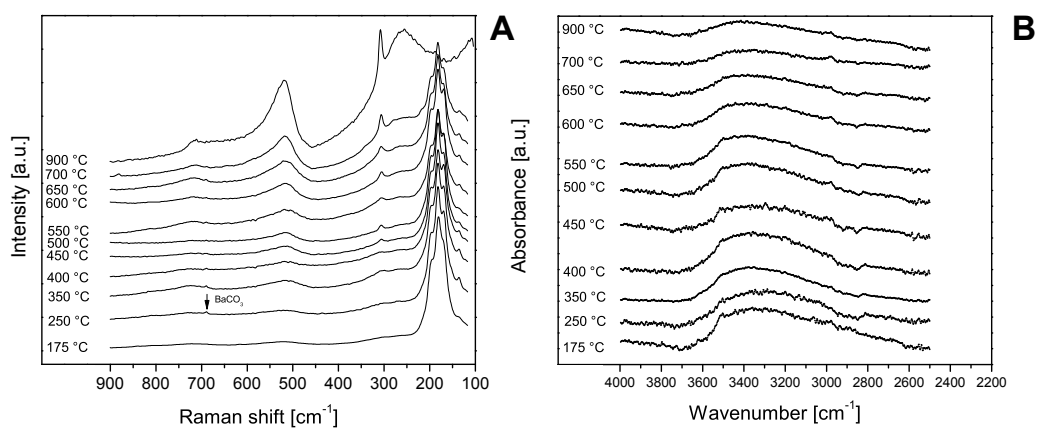 A
Intensity [a.u.]
900 °C
700 °C
650 °C
600 °C
550 °C
500 °C
450 °C
400 °C
350 °C
250 °C
175 °C
BaCO₃
900 800 700 600 500 400 300 200 100
Raman shift [cm⁻¹]
B
Absorbance [a.u.]
900 °C
700 °C
650 °C
600 °C
550 °C
500 °C
450 °C
400 °C
350 °C
250 °C
175 °C
4000 3800 3600 3400 3200 3000 2800 2600 2400 2200
Wavenumber [cm⁻¹]